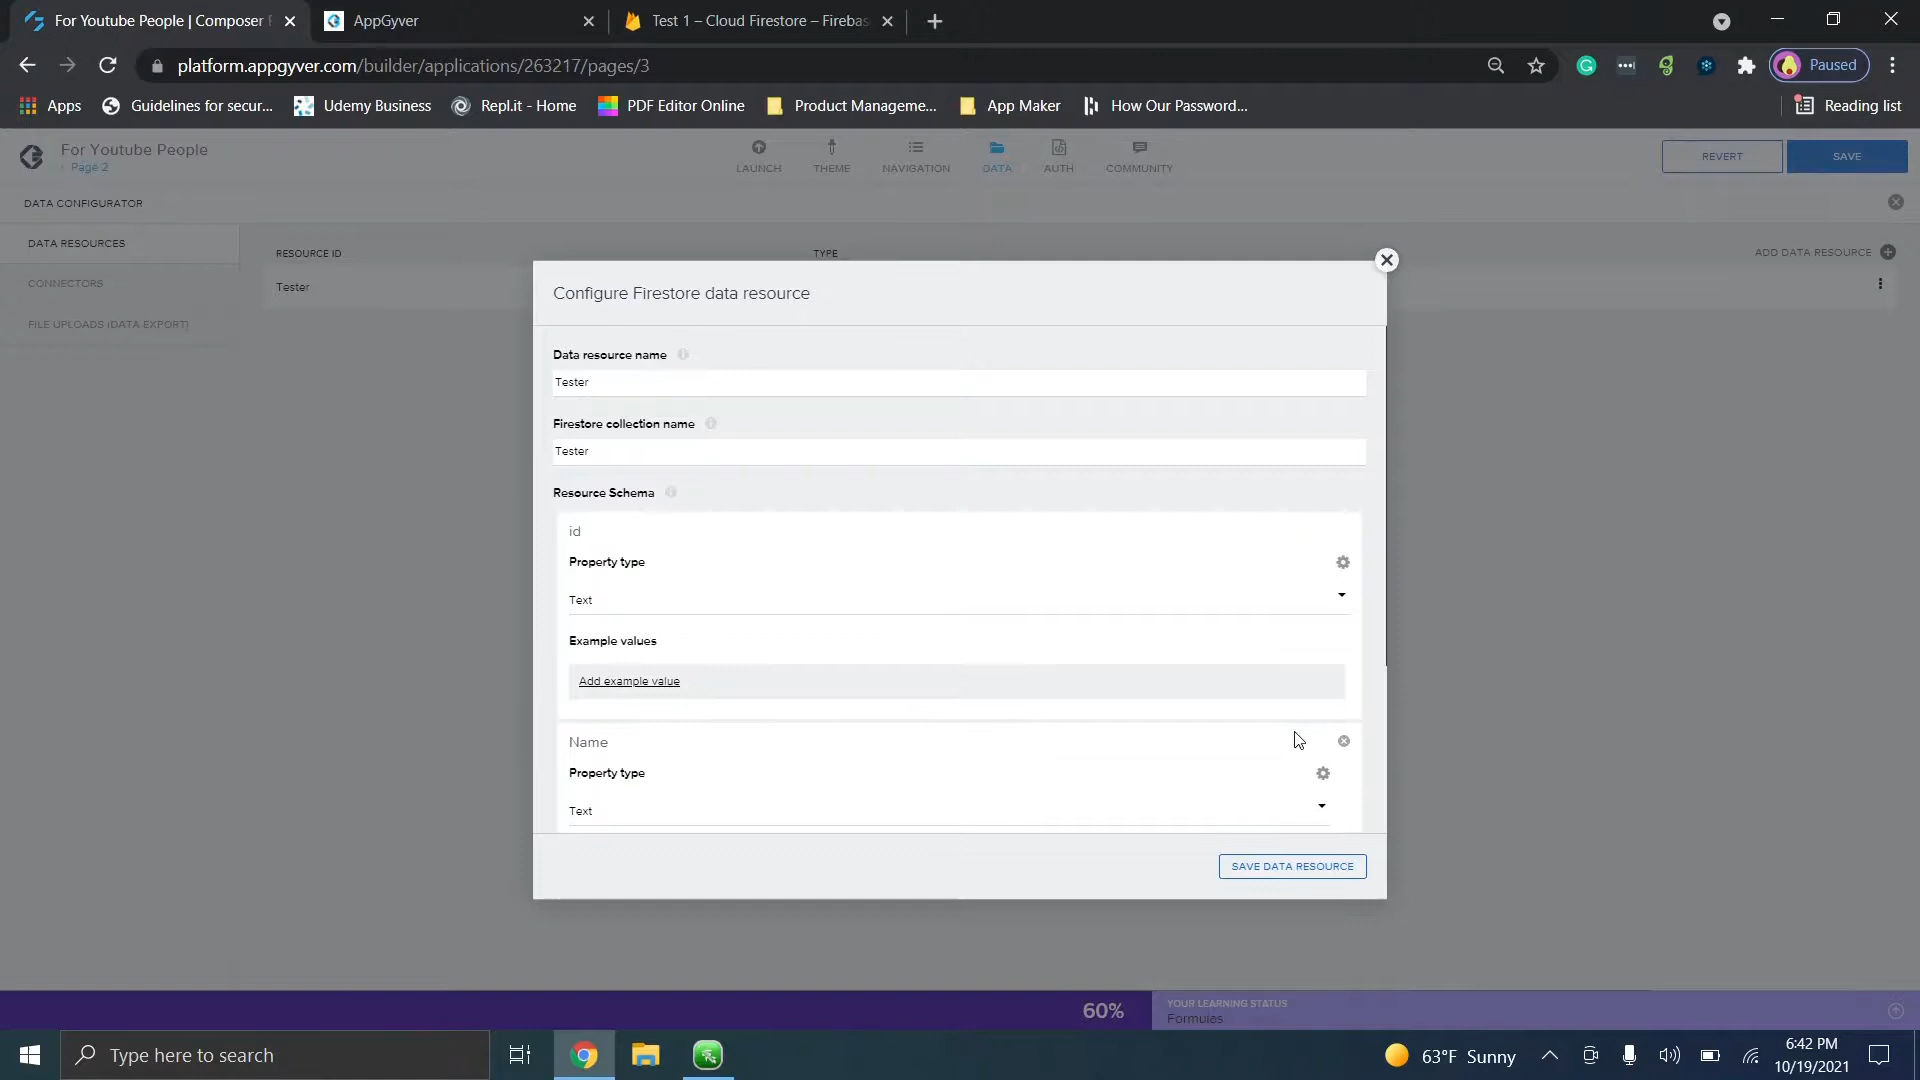 For Youtube People | Composer
AppGyver
Test 1 – Cloud Firestore – Fireba
platform.appgyver.com/builder/applications/263217/pages/3
Paused
Apps
Guidelines for secur...
Udemy Business
Repl.it - Home
PDF Editor Online
Product Manageme...
App Maker
How Our Password...
Reading list
For Youtube People
Page 2
LAUNCH
THEME
NAVIGATION
DATA
AUTH
COMMUNITY
REVERT
SAVE
DATA CONFIGURATOR
DATA RESOURCES
CONNECTORS
FILE UPLOADS (DATA EXPORT)
RESOURCE ID
TYPE
ADD DATA RESOURCE
Tester
Configure Firestore data resource
Data resource name
Tester
Firestore collection name
Tester
Resource Schema
id
Property type
Text
Example values
Add example value
Name
Property type
Text
SAVE DATA RESOURCE
60%
YOUR LEARNING STATUS
Formulas
Type here to search
63°F Sunny
6:42 PM
10/19/2021